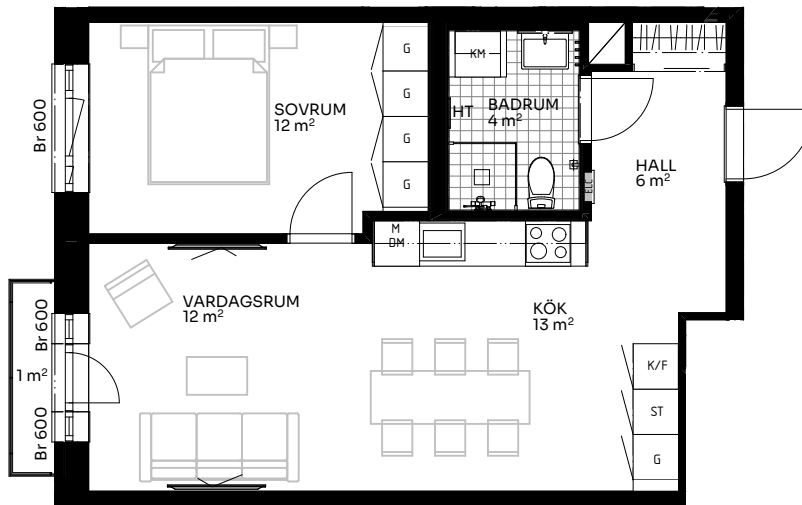 G
G
G
G
KM
HT
BADRUM
4 m²
SOVRUM
12 m²
Br 600
HALL
6 m²
ELC
M
DM
VARDAGSRUM
12 m²
KÖK
13 m²
Br 600
1 m²
Br 600
K/F
ST
G